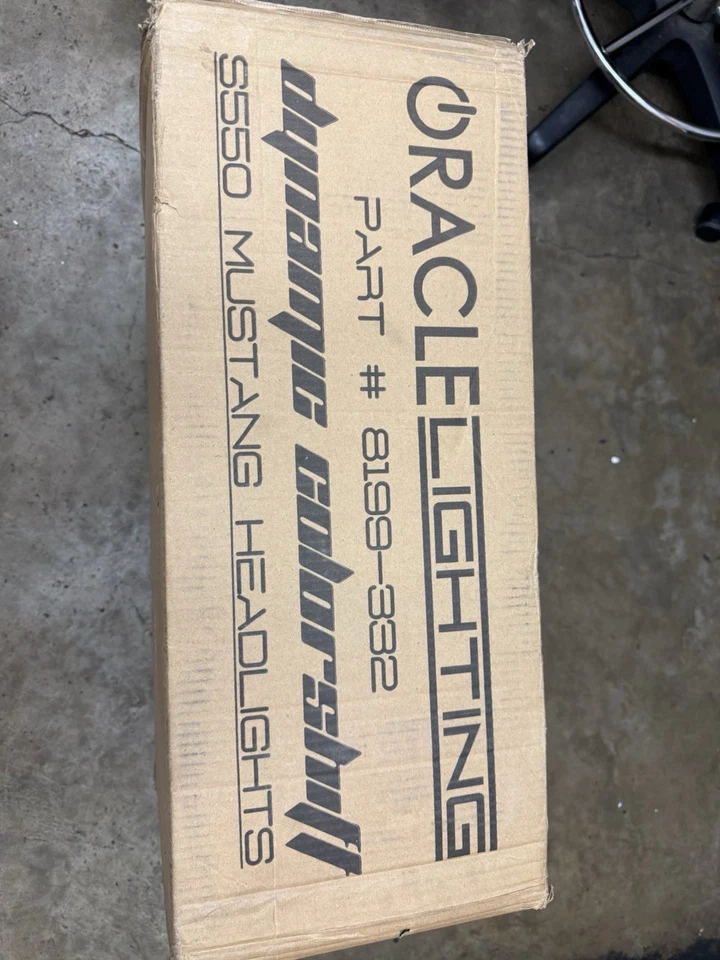 ORACLE LIGHTING
PART # 8199-332
dynamic colorshift
S550 MUSTANG HEADLIGHTS